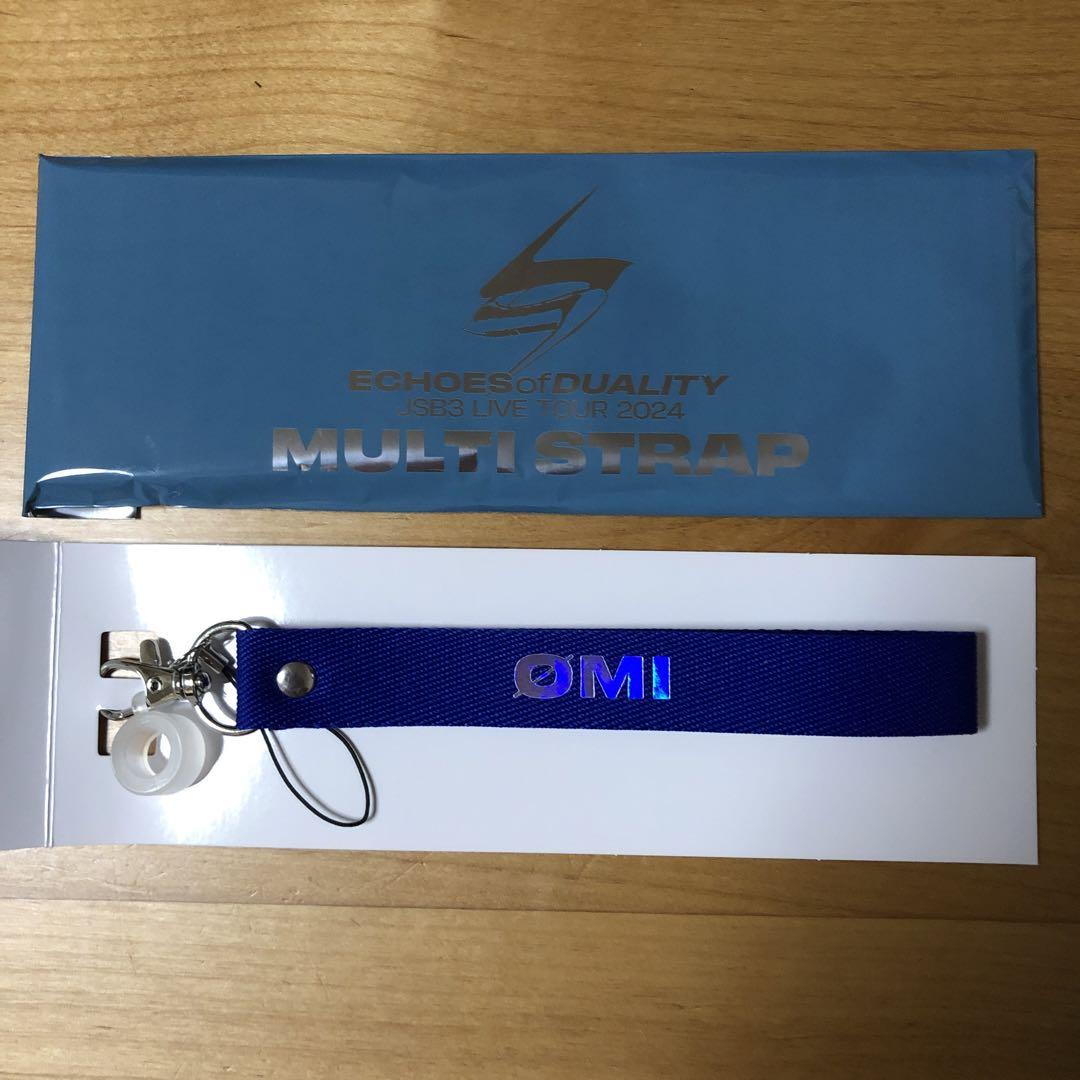 ECHOES of DUALITY
JSB3 LIVE TOUR 2024
MULTI STRAP
ØMI